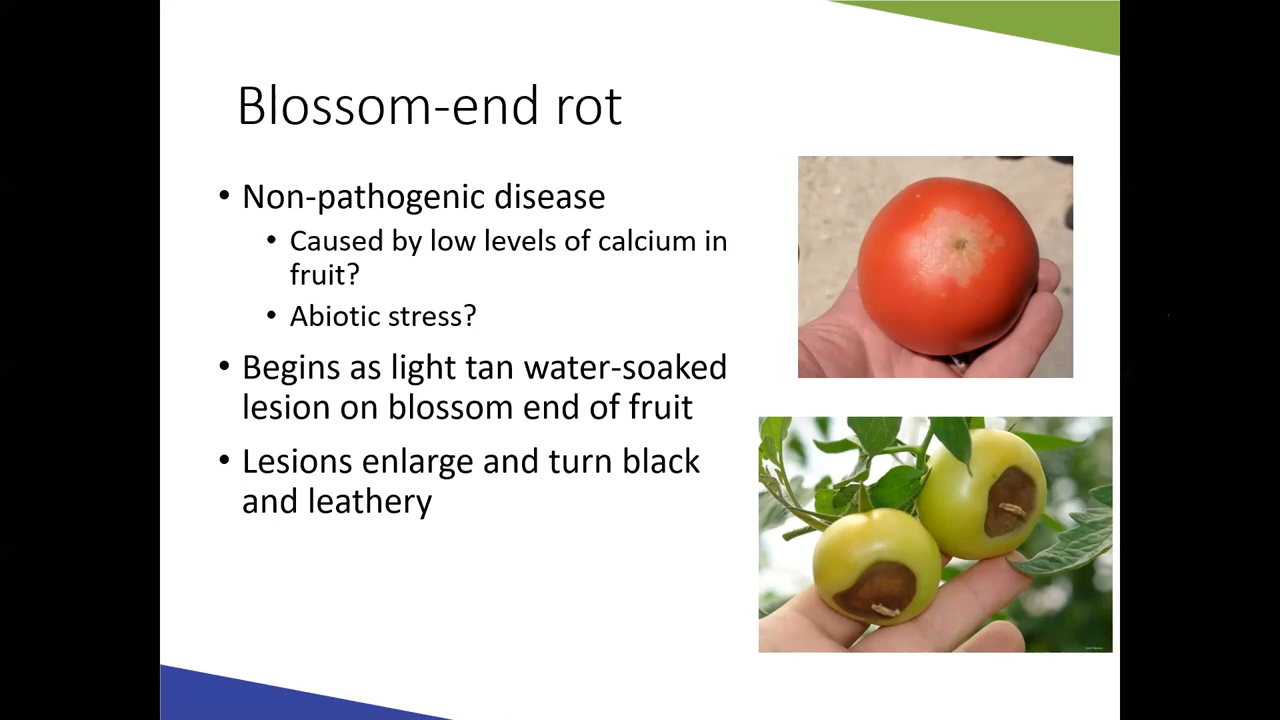 Blossom-end rot
• Non-pathogenic disease
• Caused by low levels of calcium in
fruit?
• Abiotic stress?
• Begins as light tan water-soaked
lesion on blossom end of fruit
• Lesions enlarge and turn black
and leathery